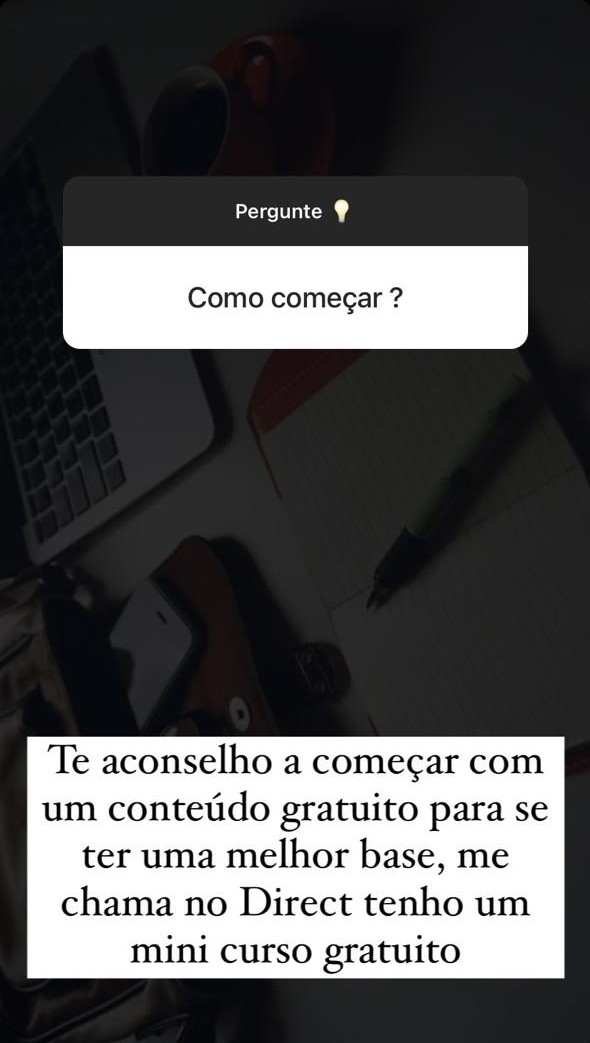 Pergunte 💡
Como começar ?
Te aconselho a começar com
um conteúdo gratuito para se
ter uma melhor base, me
chama no Direct tenho um
mini curso gratuito